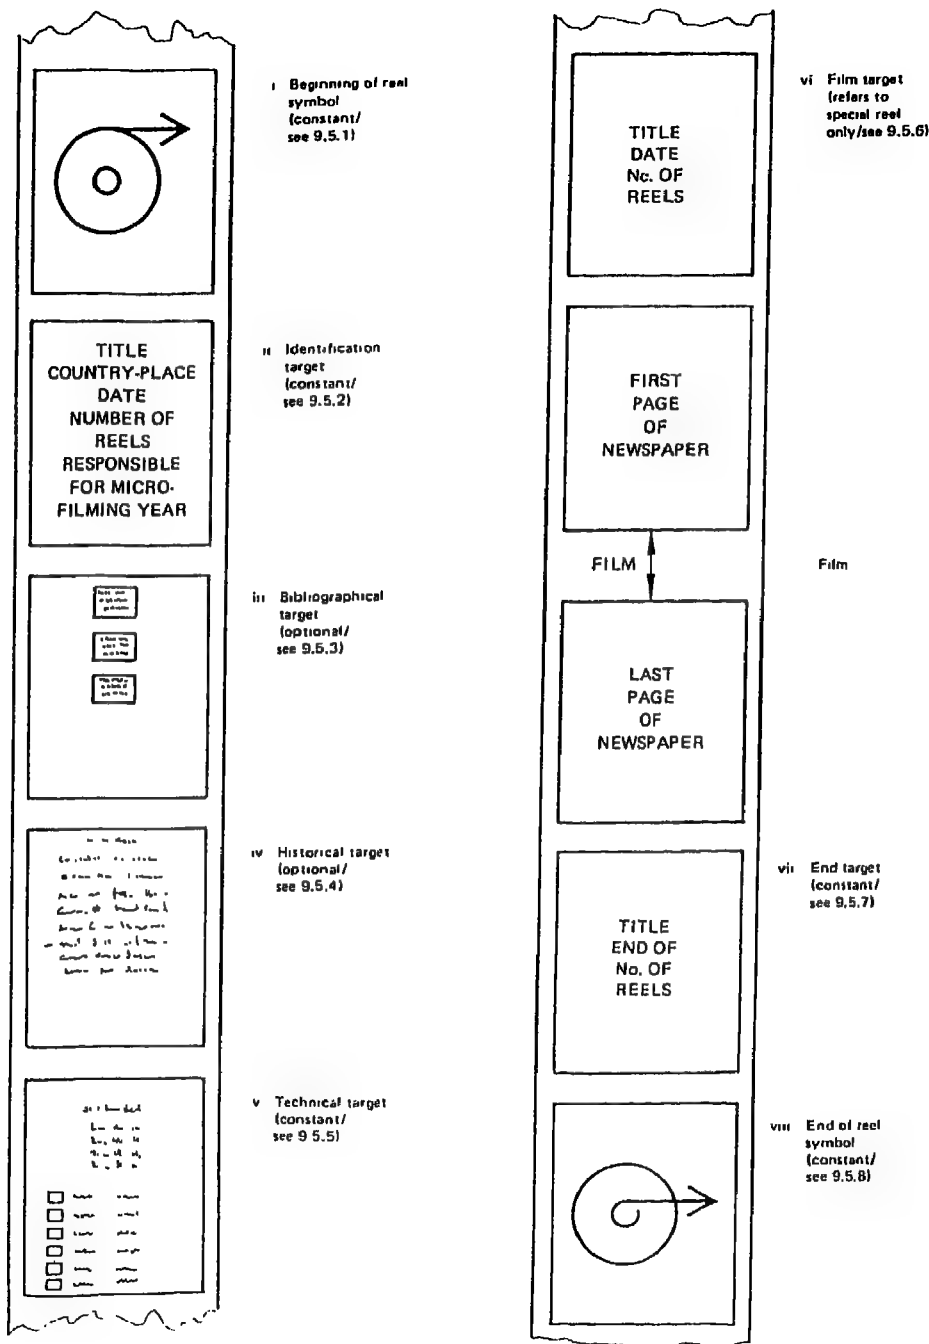 i Beginning of reel
symbol
(constant/
see 9.5.1)
TITLE
COUNTRY-PLACE
DATE
NUMBER OF
REELS
RESPONSIBLE
FOR MICRO-
FILMING YEAR
ii Identification
target
(constant/
see 9.5.2)
iii Bibliographical
target
(optional/
see 9.5.3)
iv Historical target
(optional/
see 9.5.4)
v Technical target
(constant/
see 9 5.5)
TITLE
DATE
Nc. OF
REELS
vi Film target
(refers to
special reel
only/see 9.5.6)
FIRST
PAGE
OF
NEWSPAPER
FILM
Film
LAST
PAGE
OF
NEWSPAPER
TITLE
END OF
No. OF
REELS
vii End target
(constant/
see 9.5.7)
viii End of reel
symbol
(constant/
see 9.5.8)